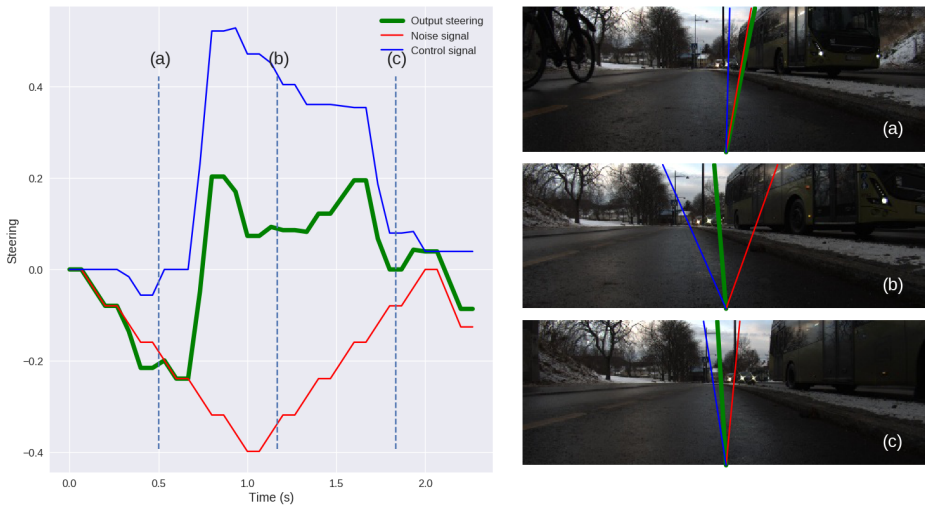 Output steering
Noise signal
Control signal
(a)
(b)
(c)
0.4
0.2
0.0
−0.2
−0.4
Steering
0.0
0.5
1.0
1.5
2.0
Time (s)
(a)
(b)
(c)